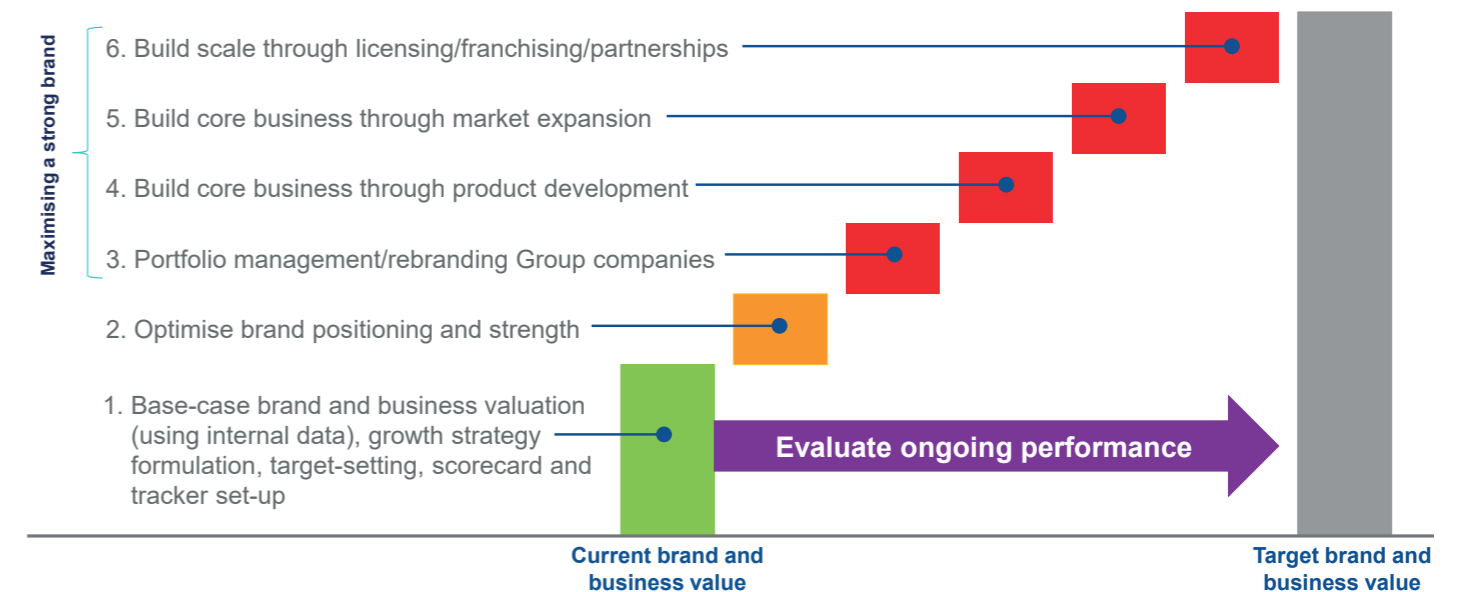 Maximising a strong brand
6. Build scale through licensing/franchising/partnerships
5. Build core business through market expansion
4. Build core business through product development
3. Portfolio management/rebranding Group companies
2. Optimise brand positioning and strength
1. Base-case brand and business valuation
(using internal data), growth strategy
formulation, target-setting, scorecard and
tracker set-up
Evaluate ongoing performance
Current brand and
business value
Target brand and
business value